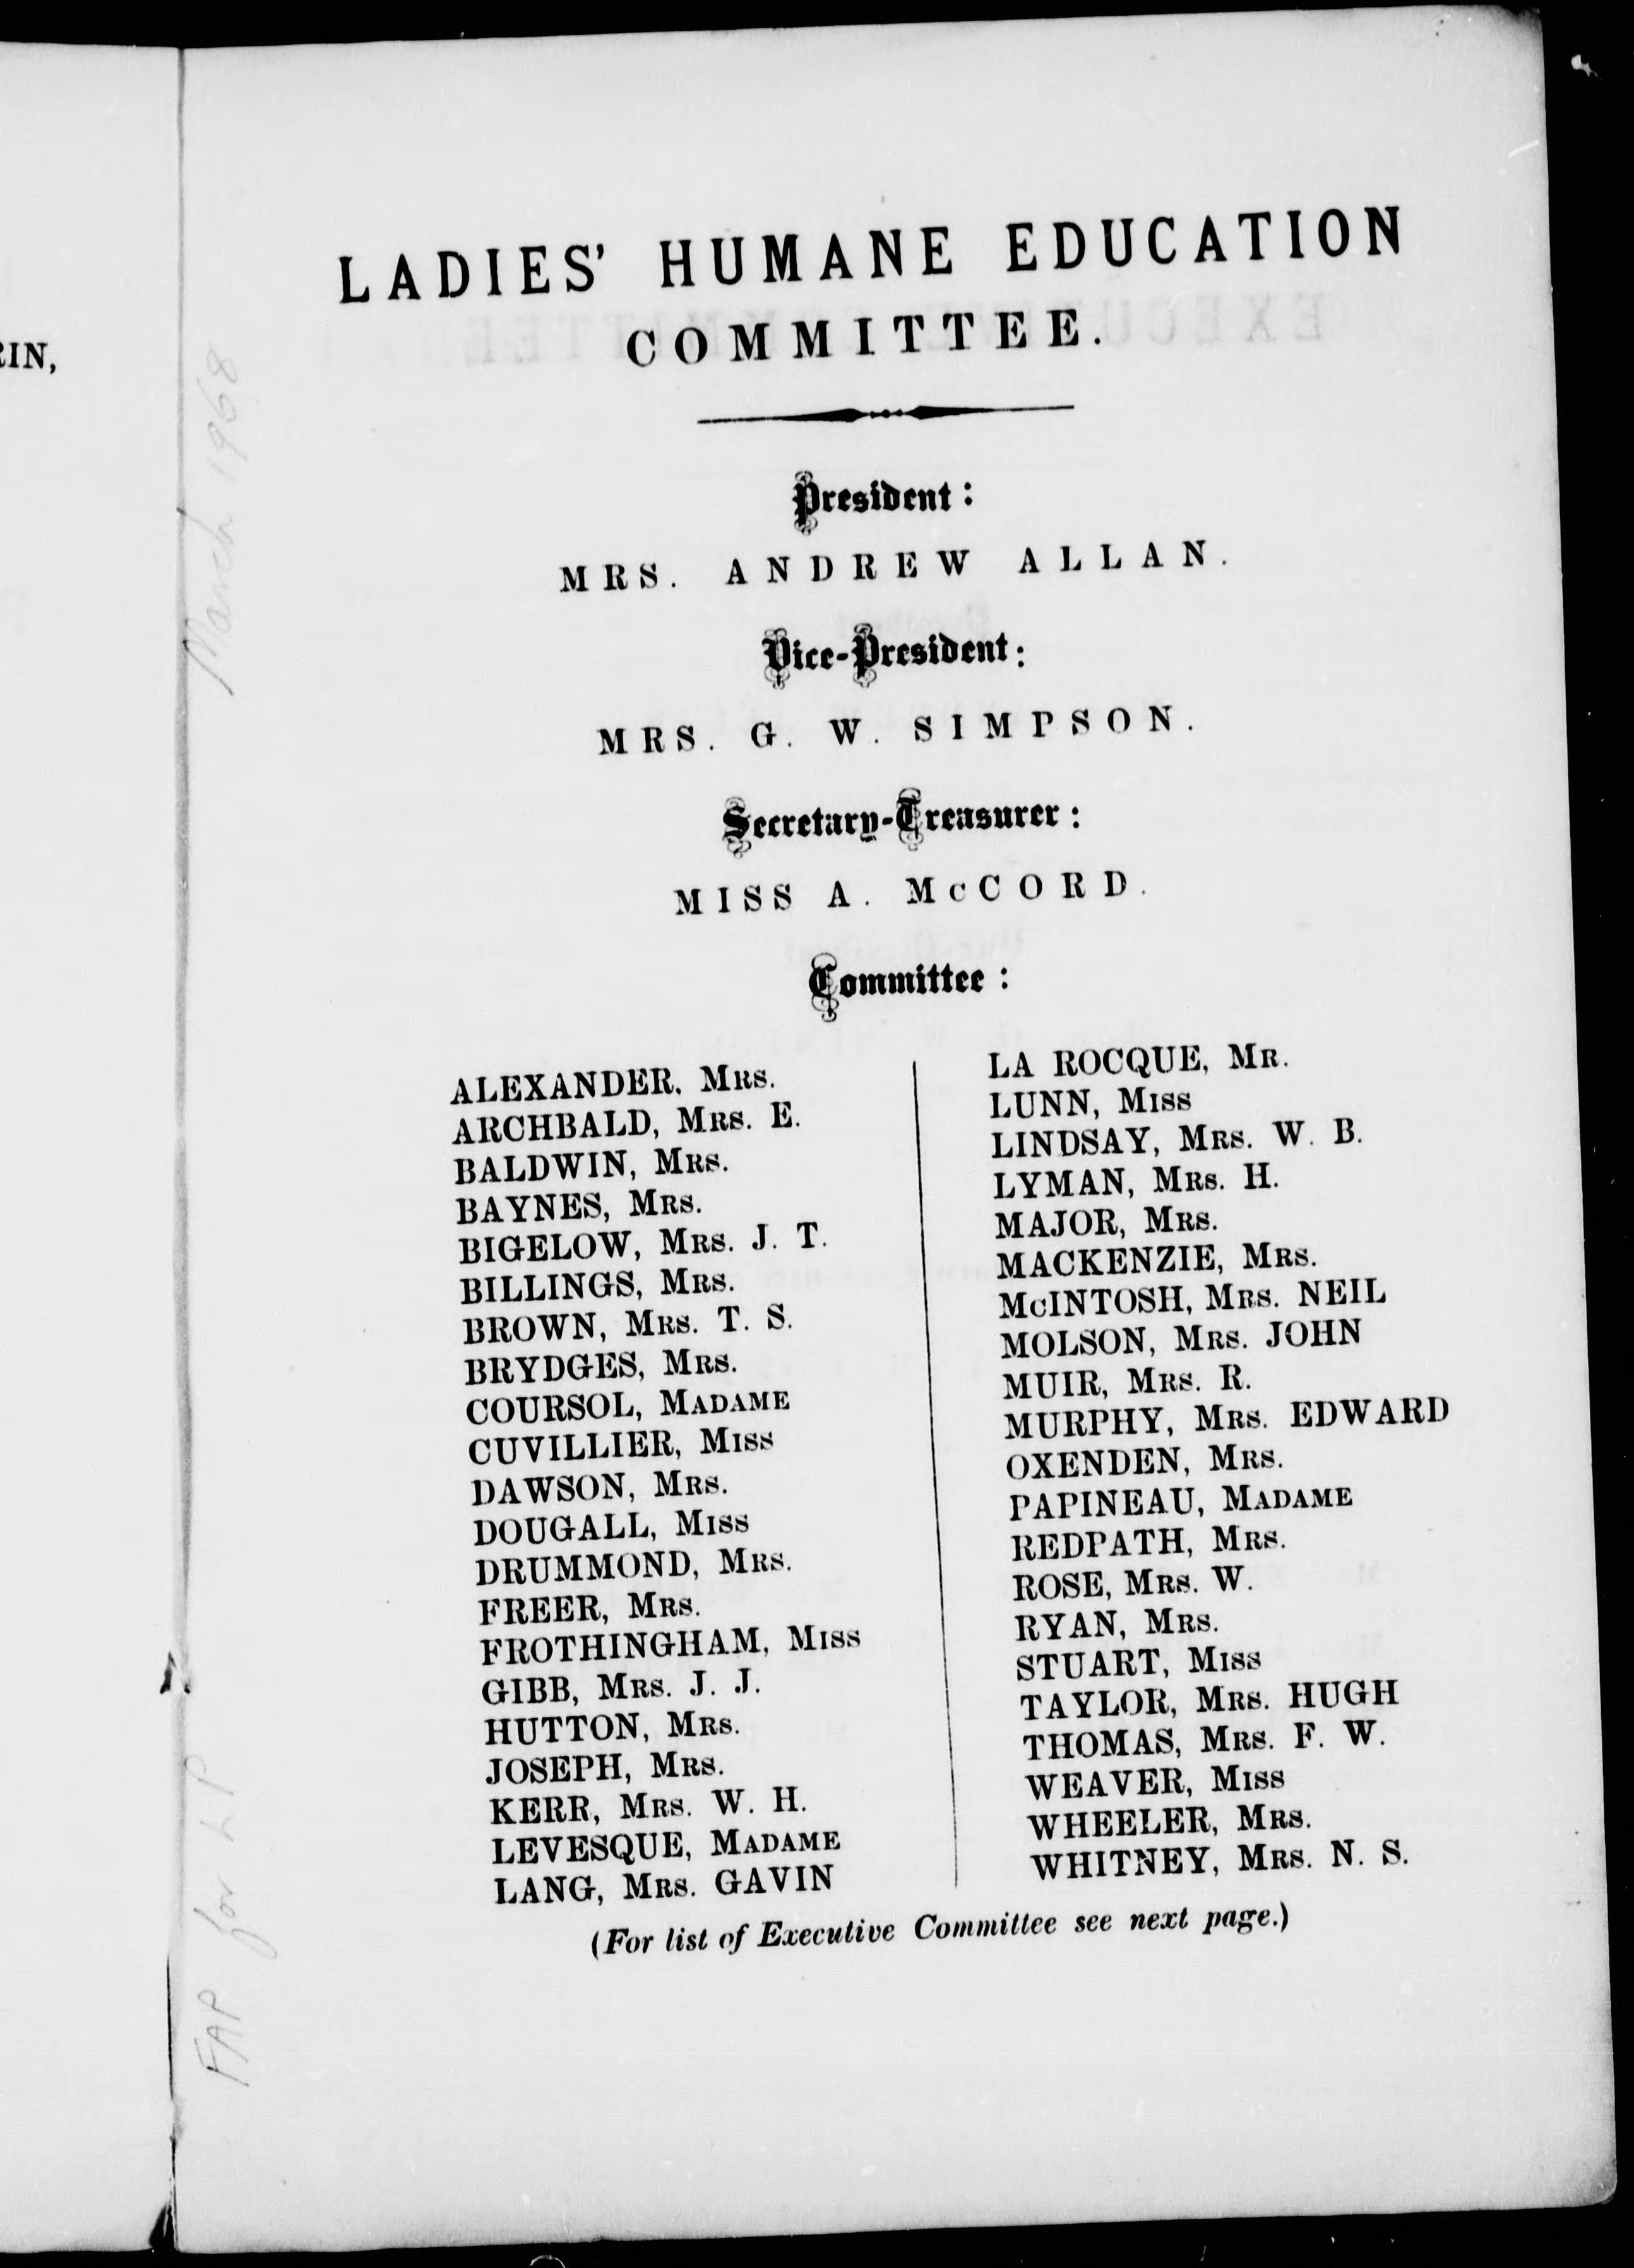 RIN,
March 1968
FAP for LP
LADIES' HUMANE EDUCATION
COMMITTEE.
President:
MRS. ANDREW ALLAN.
Vice-President:
MRS. G. W. SIMPSON.
Secretary-Treasurer:
MISS A. McCORD.
Committee:
ALEXANDER, MRS.
ARCHBALD, MRS. E.
BALDWIN, MRS.
BAYNES, MRS.
BIGELOW, MRS. J. T.
BILLINGS, MRS.
BROWN, MRS. T. S.
BRYDGES, MRS.
COURSOL, MADAME
CUVILLIER, MISS
DAWSON, MRS.
DOUGALL, MISS
DRUMMOND, MRS.
FREER, MRS.
FROTHINGHAM, MISS
GIBB, MRS. J. J.
HUTTON, MRS.
JOSEPH, MRS.
KERR, MRS. W. H.
LEVESQUE, MADAME
LANG, MRS. GAVIN
LA ROCQUE, MR.
LUNN, MISS
LINDSAY, MRS. W. B.
LYMAN, MRS. H.
MAJOR, MRS.
MACKENZIE, MRS.
McINTOSH, MRS. NEIL
MOLSON, MRS. JOHN
MUIR, MRS. R.
MURPHY, MRS. EDWARD
OXENDEN, MRS.
PAPINEAU, MADAME
REDPATH, MRS.
ROSE, MRS. W.
RYAN, MRS.
STUART, MISS
TAYLOR, MRS. HUGH
THOMAS, MRS. F. W.
WEAVER, MISS
WHEELER, MRS.
WHITNEY, MRS. N. S.
(For list of Executive Committee see next page.)